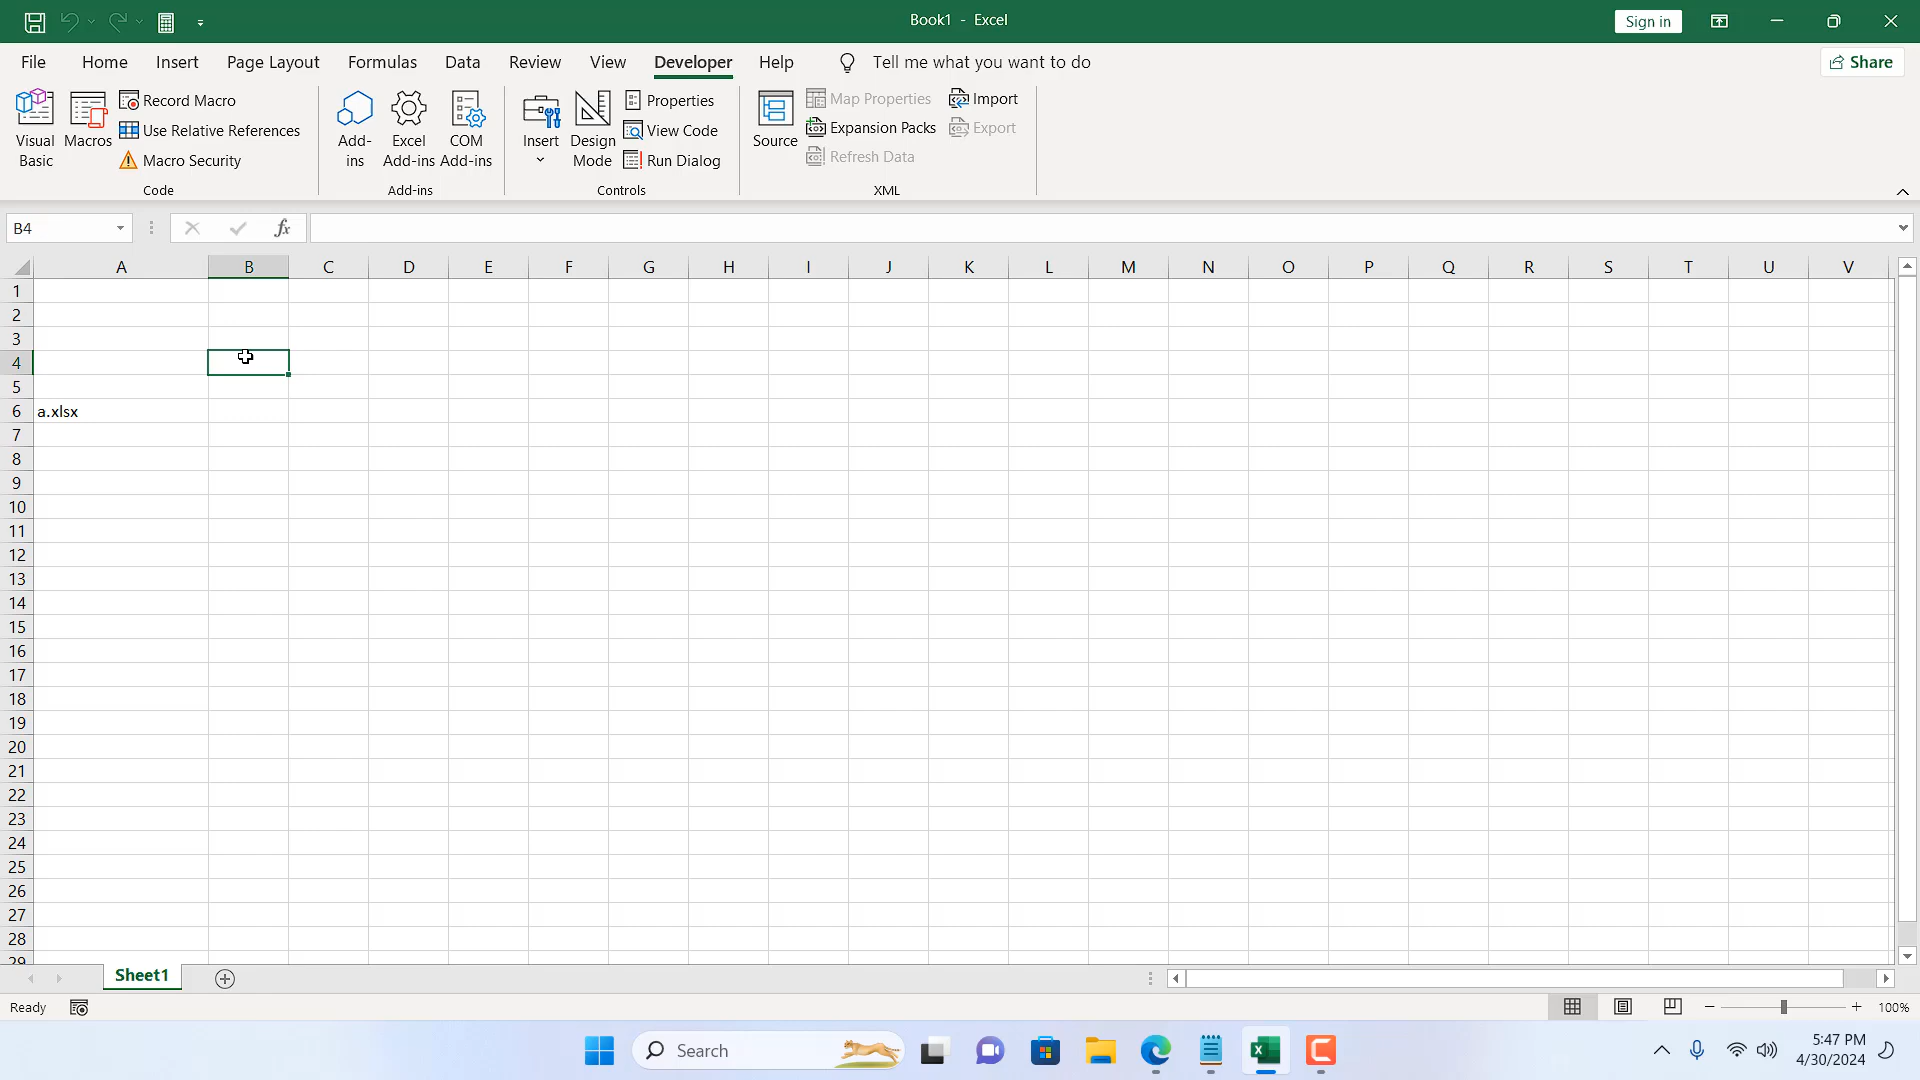 Book1 - Excel
Sign in
File Home Insert Page Layout Formulas Data Review View Developer Help Tell me what you want to do Share
Visual Basic
Macros
Record Macro
Use Relative References
Macro Security
Code
Add-ins
Excel Add-ins
COM Add-ins
Add-ins
Insert
Design Mode
Properties
View Code
Run Dialog
Controls
Source
Map Properties
Expansion Packs
Refresh Data
Import
Export
XML
B4
fx
A B C D E F G H I J K L M N O P Q R S T U V
1
2
3
4
5
6 a.xlsx
7
8
9
10
11
12
13
14
15
16
17
18
19
20
21
22
23
24
25
26
27
28
29
Sheet1
Ready
100%
Search
5:47 PM
4/30/2024